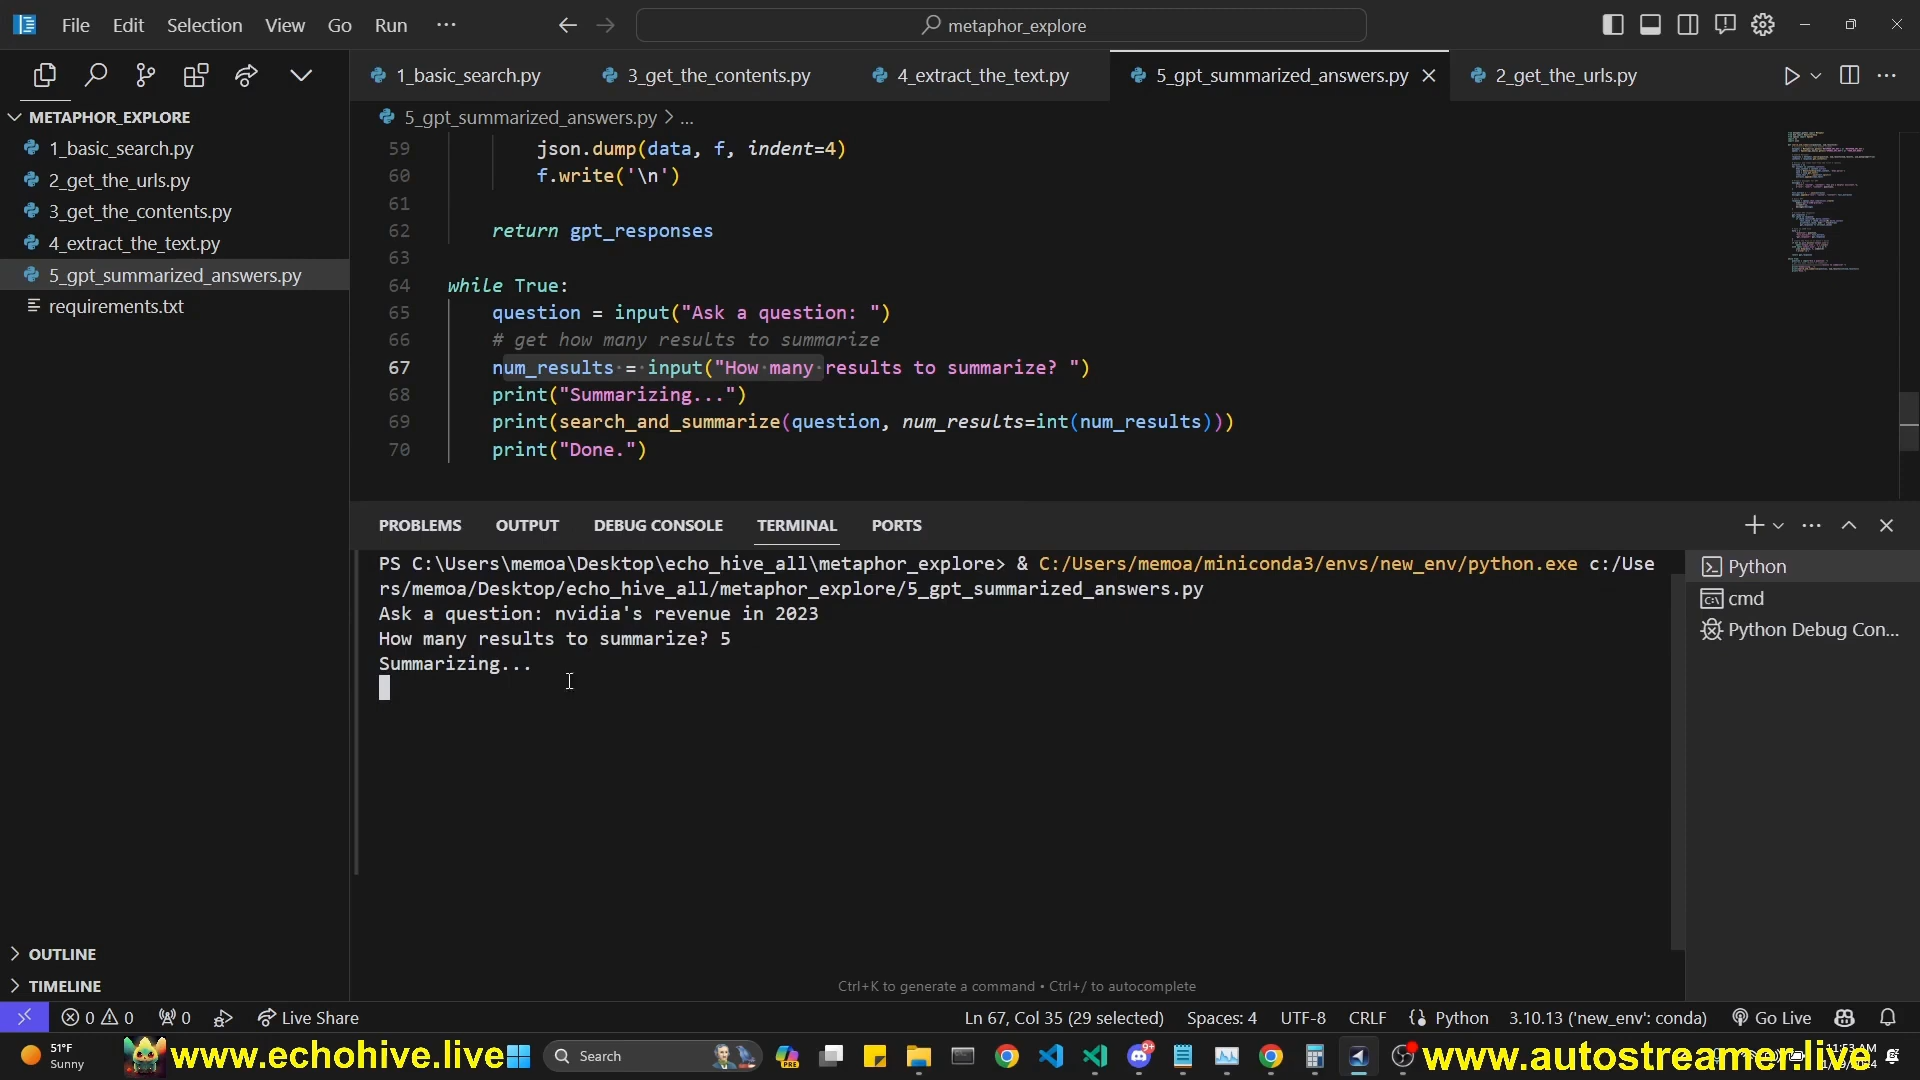 File Edit Selection View Go Run ...
metaphor_explore
1_basic_search.py 3_get_the_contents.py 4_extract_the_text.py 5_gpt_summarized_answers.py 2_get_the_urls.py
METAPHOR_EXPLORE
1_basic_search.py
2_get_the_urls.py
3_get_the_contents.py
4_extract_the_text.py
5_gpt_summarized_answers.py
requirements.txt
OUTLINE
TIMELINE
5_gpt_summarized_answers.py > ...
59 json.dump(data, f, indent=4)
60 f.write('\n')
61
62 return gpt_responses
63
64 while True:
65 question = input("Ask a question: ")
66 # get how many results to summarize
67 num_results = input("How many results to summarize? ")
68 print("Summarizing...")
69 print(search_and_summarize(question, num_results=int(num_results)))
70 print("Done.")
PROBLEMS OUTPUT DEBUG CONSOLE TERMINAL PORTS
PS C:\Users\memoa\Desktop\echo_hive_all\metaphor_explore> & C:/Users/memoa/miniconda3/envs/new_env/python.exe c:/Use
rs/memoa/Desktop/echo_hive_all/metaphor_explore/5_gpt_summarized_answers.py
Ask a question: nvidia's revenue in 2023
How many results to summarize? 5
Summarizing...
Python
cmd
Python Debug Con...
Ctrl+K to generate a command • Ctrl+/ to autocomplete
0 0 0 Live Share Ln 67, Col 35 (29 selected) Spaces: 4 UTF-8 CRLF Python 3.10.13 ('new_env': conda) Go Live
51°F
Sunny
www.echohive.live
Search
www.autostreamer.live